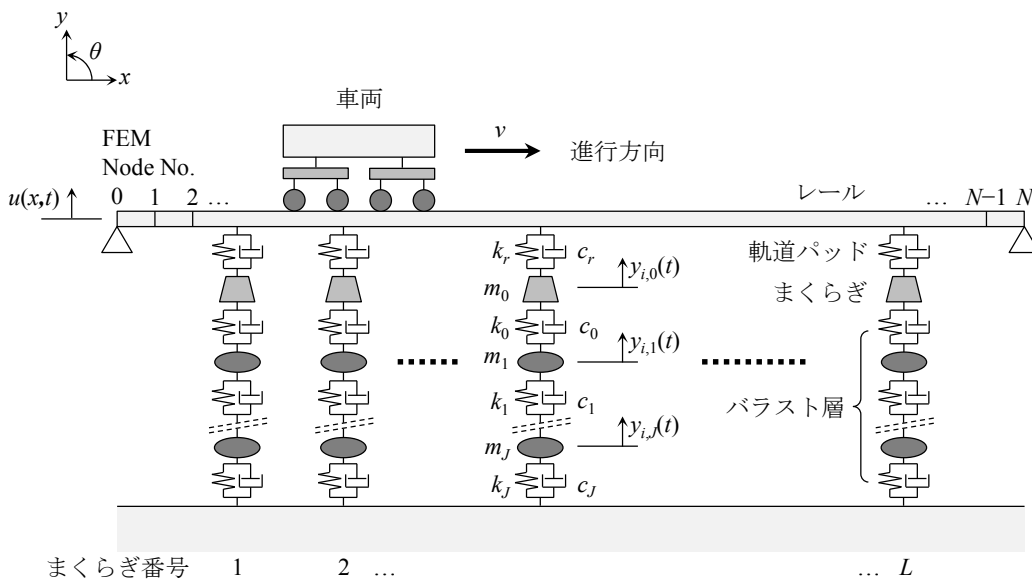 y
θ
x
車両
FEM
Node No.
v
進行方向
u(x,t)
0 1 2 ...
レール
... N−1 N
k_r c_r
軌道パッド
y_{i,0}(t)
m_0
まくらぎ
k_0 c_0
y_{i,1}(t)
m_1
k_1 c_1
バラスト層
y_{i,J}(t)
m_J
k_J c_J
まくらぎ番号 1 2 ... ... L